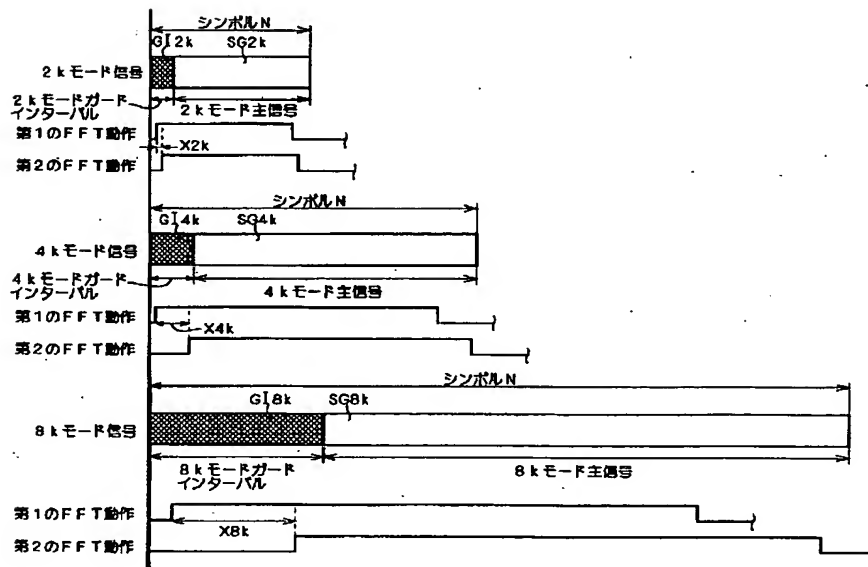 シンボルN
GI2k SG2k
2kモード信号
2kモードガード
インターバル
2kモード主信号
第1のFFT動作
X2k
第2のFFT動作
シンボルN
GI4k SG4k
4kモード信号
4kモードガード
インターバル
4kモード主信号
第1のFFT動作
X4k
第2のFFT動作
シンボルN
GI8k SG8k
8kモード信号
8kモードガード
インターバル
8kモード主信号
第1のFFT動作
X8k
第2のFFT動作